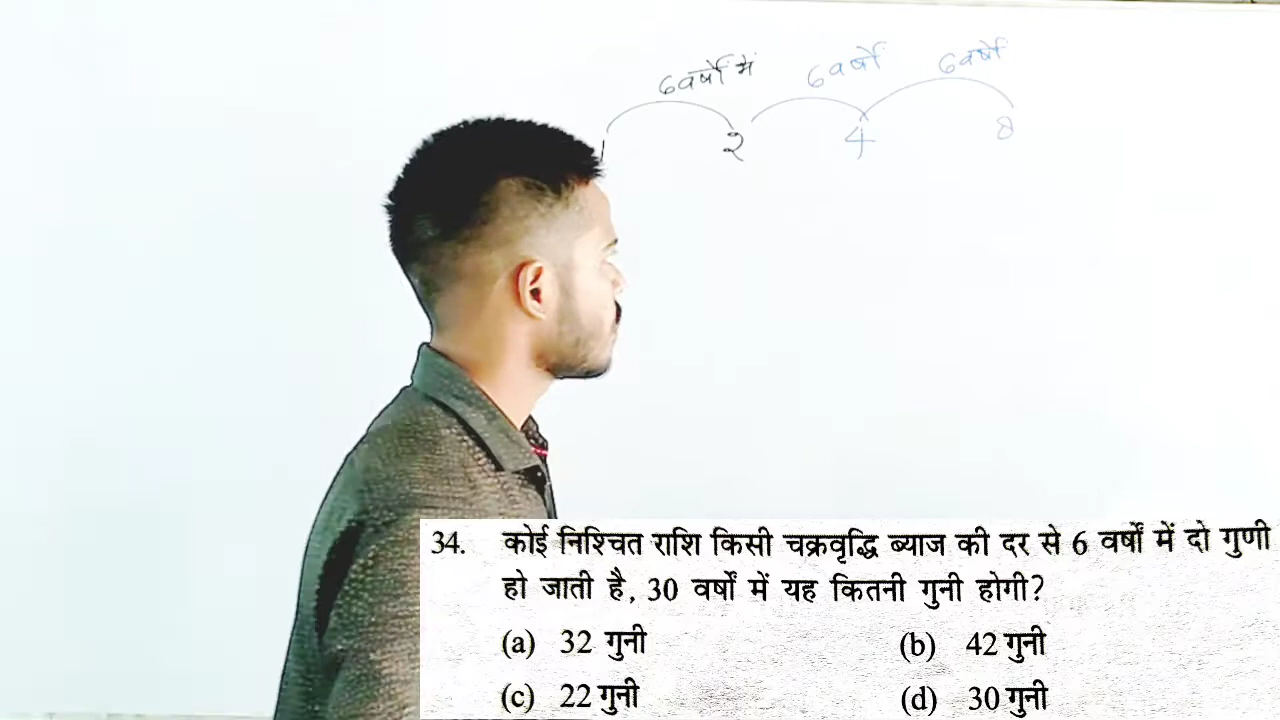 6वर्षों में 6वर्षों 6वर्षों
1 2 4 8
34. कोई निश्चित राशि किसी चक्रवृद्धि ब्याज की दर से 6 वर्षों में दो गुणी
हो जाती है, 30 वर्षों में यह कितनी गुनी होगी?
(a) 32 गुनी (b) 42 गुनी
(c) 22 गुनी (d) 30 गुनी